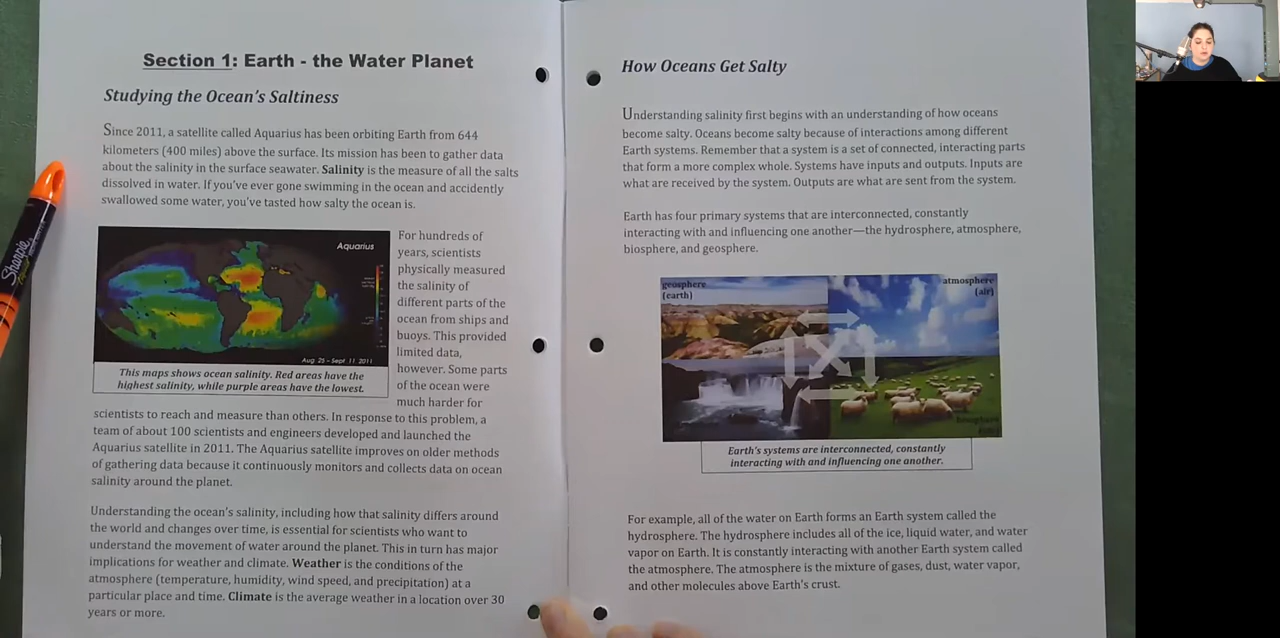 Section 1: Earth - the Water Planet
Studying the Ocean's Saltiness
Since 2011, a satellite called Aquarius has been orbiting Earth from 644
kilometers (400 miles) above the surface. Its mission has been to gather data
about the salinity in the surface seawater. Salinity is the measure of all the salts
dissolved in water. If you've ever gone swimming in the ocean and accidently
swallowed some water, you've tasted how salty the ocean is.
Aquarius
Aug 25 - Sept 11 2011
This maps shows ocean salinity. Red areas have the
highest salinity, while purple areas have the lowest.
For hundreds of
years, scientists
physically measured
the salinity of
different parts of the
ocean from ships and
buoys. This provided
limited data,
however. Some parts
of the ocean were
much harder for
scientists to reach and measure than others. In response to this problem, a
team of about 100 scientists and engineers developed and launched the
Aquarius satellite in 2011. The Aquarius satellite improves on older methods
of gathering data because it continuously monitors and collects data on ocean
salinity around the planet.
Understanding the ocean's salinity, including how that salinity differs around
the world and changes over time, is essential for scientists who want to
understand the movement of water around the planet. This in turn has major
implications for weather and climate. Weather is the conditions of the
atmosphere (temperature, humidity, wind speed, and precipitation) at a
particular place and time. Climate is the average weather in a location over 30
years or more.
How Oceans Get Salty
Understanding salinity first begins with an understanding of how oceans
become salty. Oceans become salty because of interactions among different
Earth systems. Remember that a system is a set of connected, interacting parts
that form a more complex whole. Systems have inputs and outputs. Inputs are
what are received by the system. Outputs are what are sent from the system.
Earth has four primary systems that are interconnected, constantly
interacting with and influencing one another—the hydrosphere, atmosphere,
biosphere, and geosphere.
geosphere
(earth)
atmosphere
(air)
Earth's systems are interconnected, constantly
interacting with and influencing one another.
For example, all of the water on Earth forms an Earth system called the
hydrosphere. The hydrosphere includes all of the ice, liquid water, and water
vapor on Earth. It is constantly interacting with another Earth system called
the atmosphere. The atmosphere is the mixture of gases, dust, water vapor,
and other molecules above Earth's crust.
Sharpie